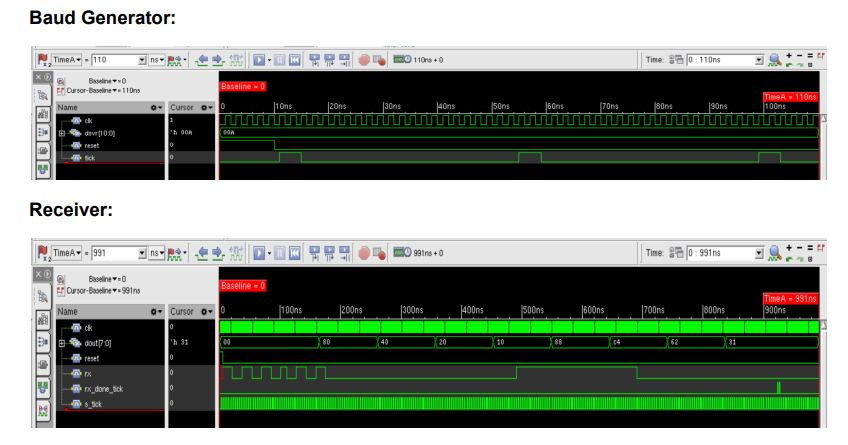 Baud Generator:
TimeA = 110 ns 110ns + 0 Time: 0 : 110ns
Baseline = 0
Cursor-Baseline = 110ns
Baseline = 0
TimeA = 110ns
Name Cursor 0 10ns 20ns 30ns 40ns 50ns 60ns 70ns 80ns 90ns 100ns
clk 1
dsvr[10:0] 'h 00A 00A
reset 0
tick 0
Receiver:
TimeA = 991 ns 991ns + 0 Time: 0 : 991ns
Baseline = 0
Cursor-Baseline = 991ns
Baseline = 0
TimeA = 991ns
Name Cursor 0 100ns 200ns 300ns 400ns 500ns 600ns 700ns 800ns 900ns
clk 0
dout[7:0] 'h 31 00 80 40 20 10 88 c4 62 31
reset 0
rx 0
rx_done_tick 0
s_tick 0